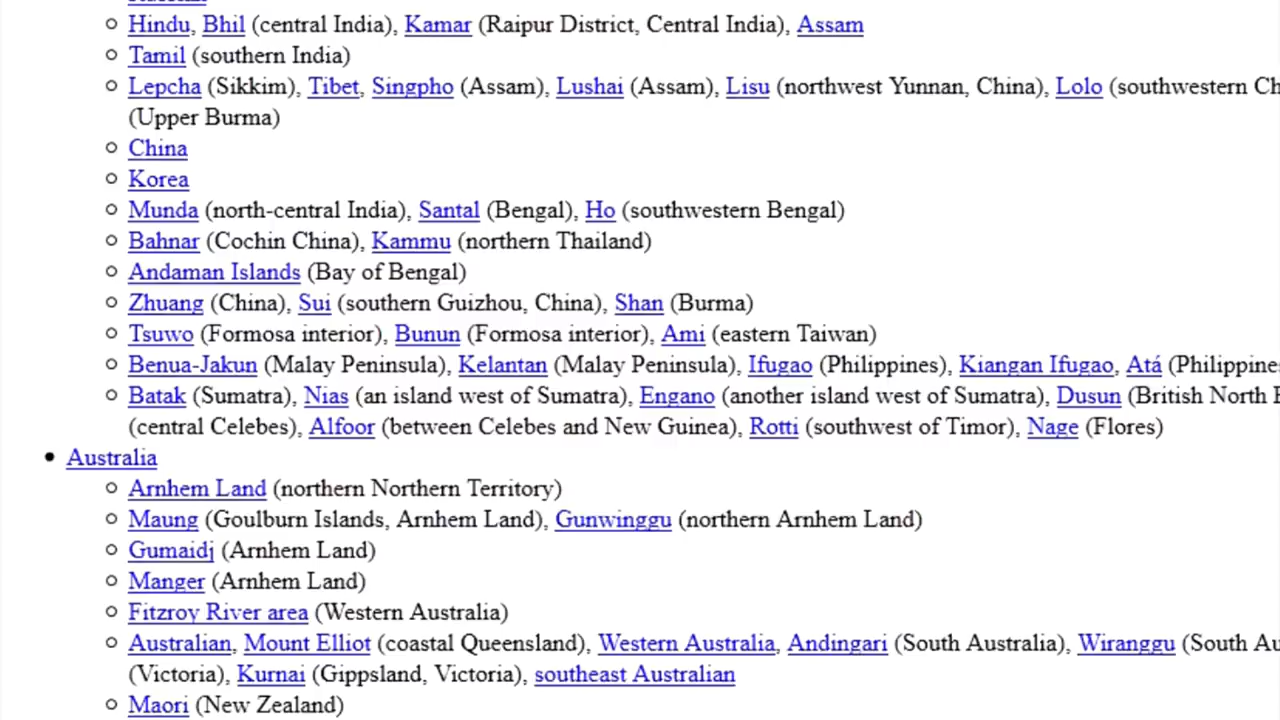 Hindu, Bhil (central India), Kamar (Raipur District, Central India), Assam
Tamil (southern India)
Lepcha (Sikkim), Tibet, Singpho (Assam), Lushai (Assam), Lisu (northwest Yunnan, China), Lolo (southwestern
(Upper Burma)
China
Korea
Munda (north-central India), Santal (Bengal), Ho (southwestern Bengal)
Bahnar (Cochin China), Kammu (northern Thailand)
Andaman Islands (Bay of Bengal)
Zhuang (China), Sui (southern Guizhou, China), Shan (Burma)
Tsuwo (Formosa interior), Bunun (Formosa interior), Ami (eastern Taiwan)
Benua-Jakun (Malay Peninsula), Kelantan (Malay Peninsula), Ifugao (Philippines), Kiangan Ifugao, Atá (Philippine
Batak (Sumatra), Nias (an island west of Sumatra), Engano (another island west of Sumatra), Dusun (British North
(central Celebes), Alfoor (between Celebes and New Guinea), Rotti (southwest of Timor), Nage (Flores)
Australia
Arnhem Land (northern Northern Territory)
Maung (Goulburn Islands, Arnhem Land), Gunwinggu (northern Arnhem Land)
Gumaidj (Arnhem Land)
Manger (Arnhem Land)
Fitzroy River area (Western Australia)
Australian, Mount Elliot (coastal Queensland), Western Australia, Andingari (South Australia), Wiranggu (South
(Victoria), Kurnai (Gippsland, Victoria), southeast Australian
Maori (New Zealand)